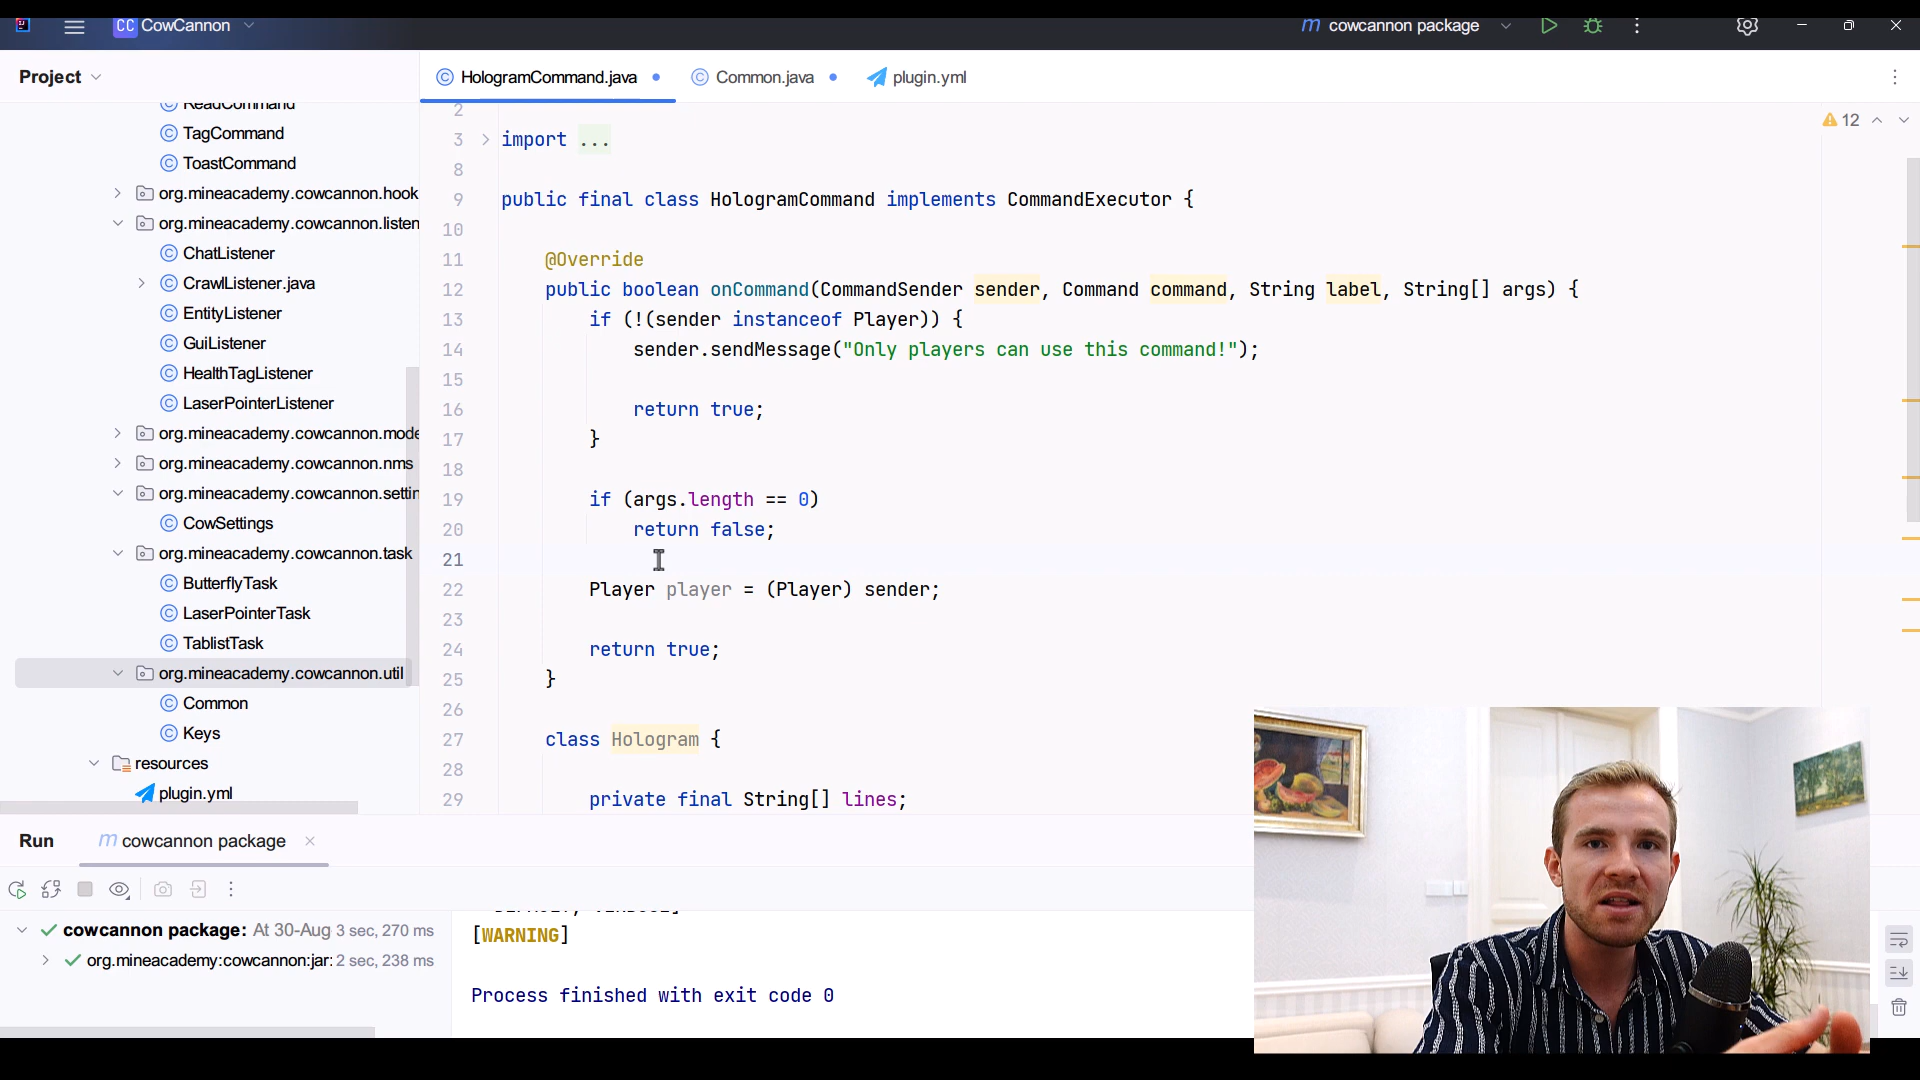 CC CowCannon
cowcannon package
Project
HologramCommand.java
Common.java
plugin.yml
ReadCommand
TagCommand
ToastCommand
org.mineacademy.cowcannon.hook
org.mineacademy.cowcannon.listen
ChatListener
CrawlListener.java
EntityListener
GuiListener
HealthTagListener
LaserPointerListener
org.mineacademy.cowcannon.mode
org.mineacademy.cowcannon.nms
org.mineacademy.cowcannon.settin
CowSettings
org.mineacademy.cowcannon.task
ButterflyTask
LaserPointerTask
TablistTask
org.mineacademy.cowcannon.util
Common
Keys
resources
plugin.yml
12
2
3 import ...
8
9 public final class HologramCommand implements CommandExecutor {
10
11 @Override
12 public boolean onCommand(CommandSender sender, Command command, String label, String[] args) {
13 if (!(sender instanceof Player)) {
14 sender.sendMessage("Only players can use this command!");
15
16 return true;
17 }
18
19 if (args.length == 0)
20 return false;
21
22 Player player = (Player) sender;
23
24 return true;
25 }
26
27 class Hologram {
28
29 private final String[] lines;
Run
cowcannon package
cowcannon package: At 30-Aug 3 sec, 270 ms
org.mineacademy:cowcannon:jar: 2 sec, 238 ms
[WARNING]
Process finished with exit code 0